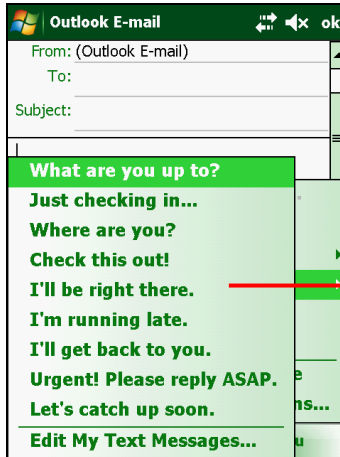 Outlook E-mail
ok
From: (Outlook E-mail)
To:
Subject:
What are you up to?
Just checking in...
Where are you?
Check this out!
I'll be right there.
I'm running late.
I'll get back to you.
Urgent! Please reply ASAP.
e
Let's catch up soon.
ns...
Edit My Text Messages...
u